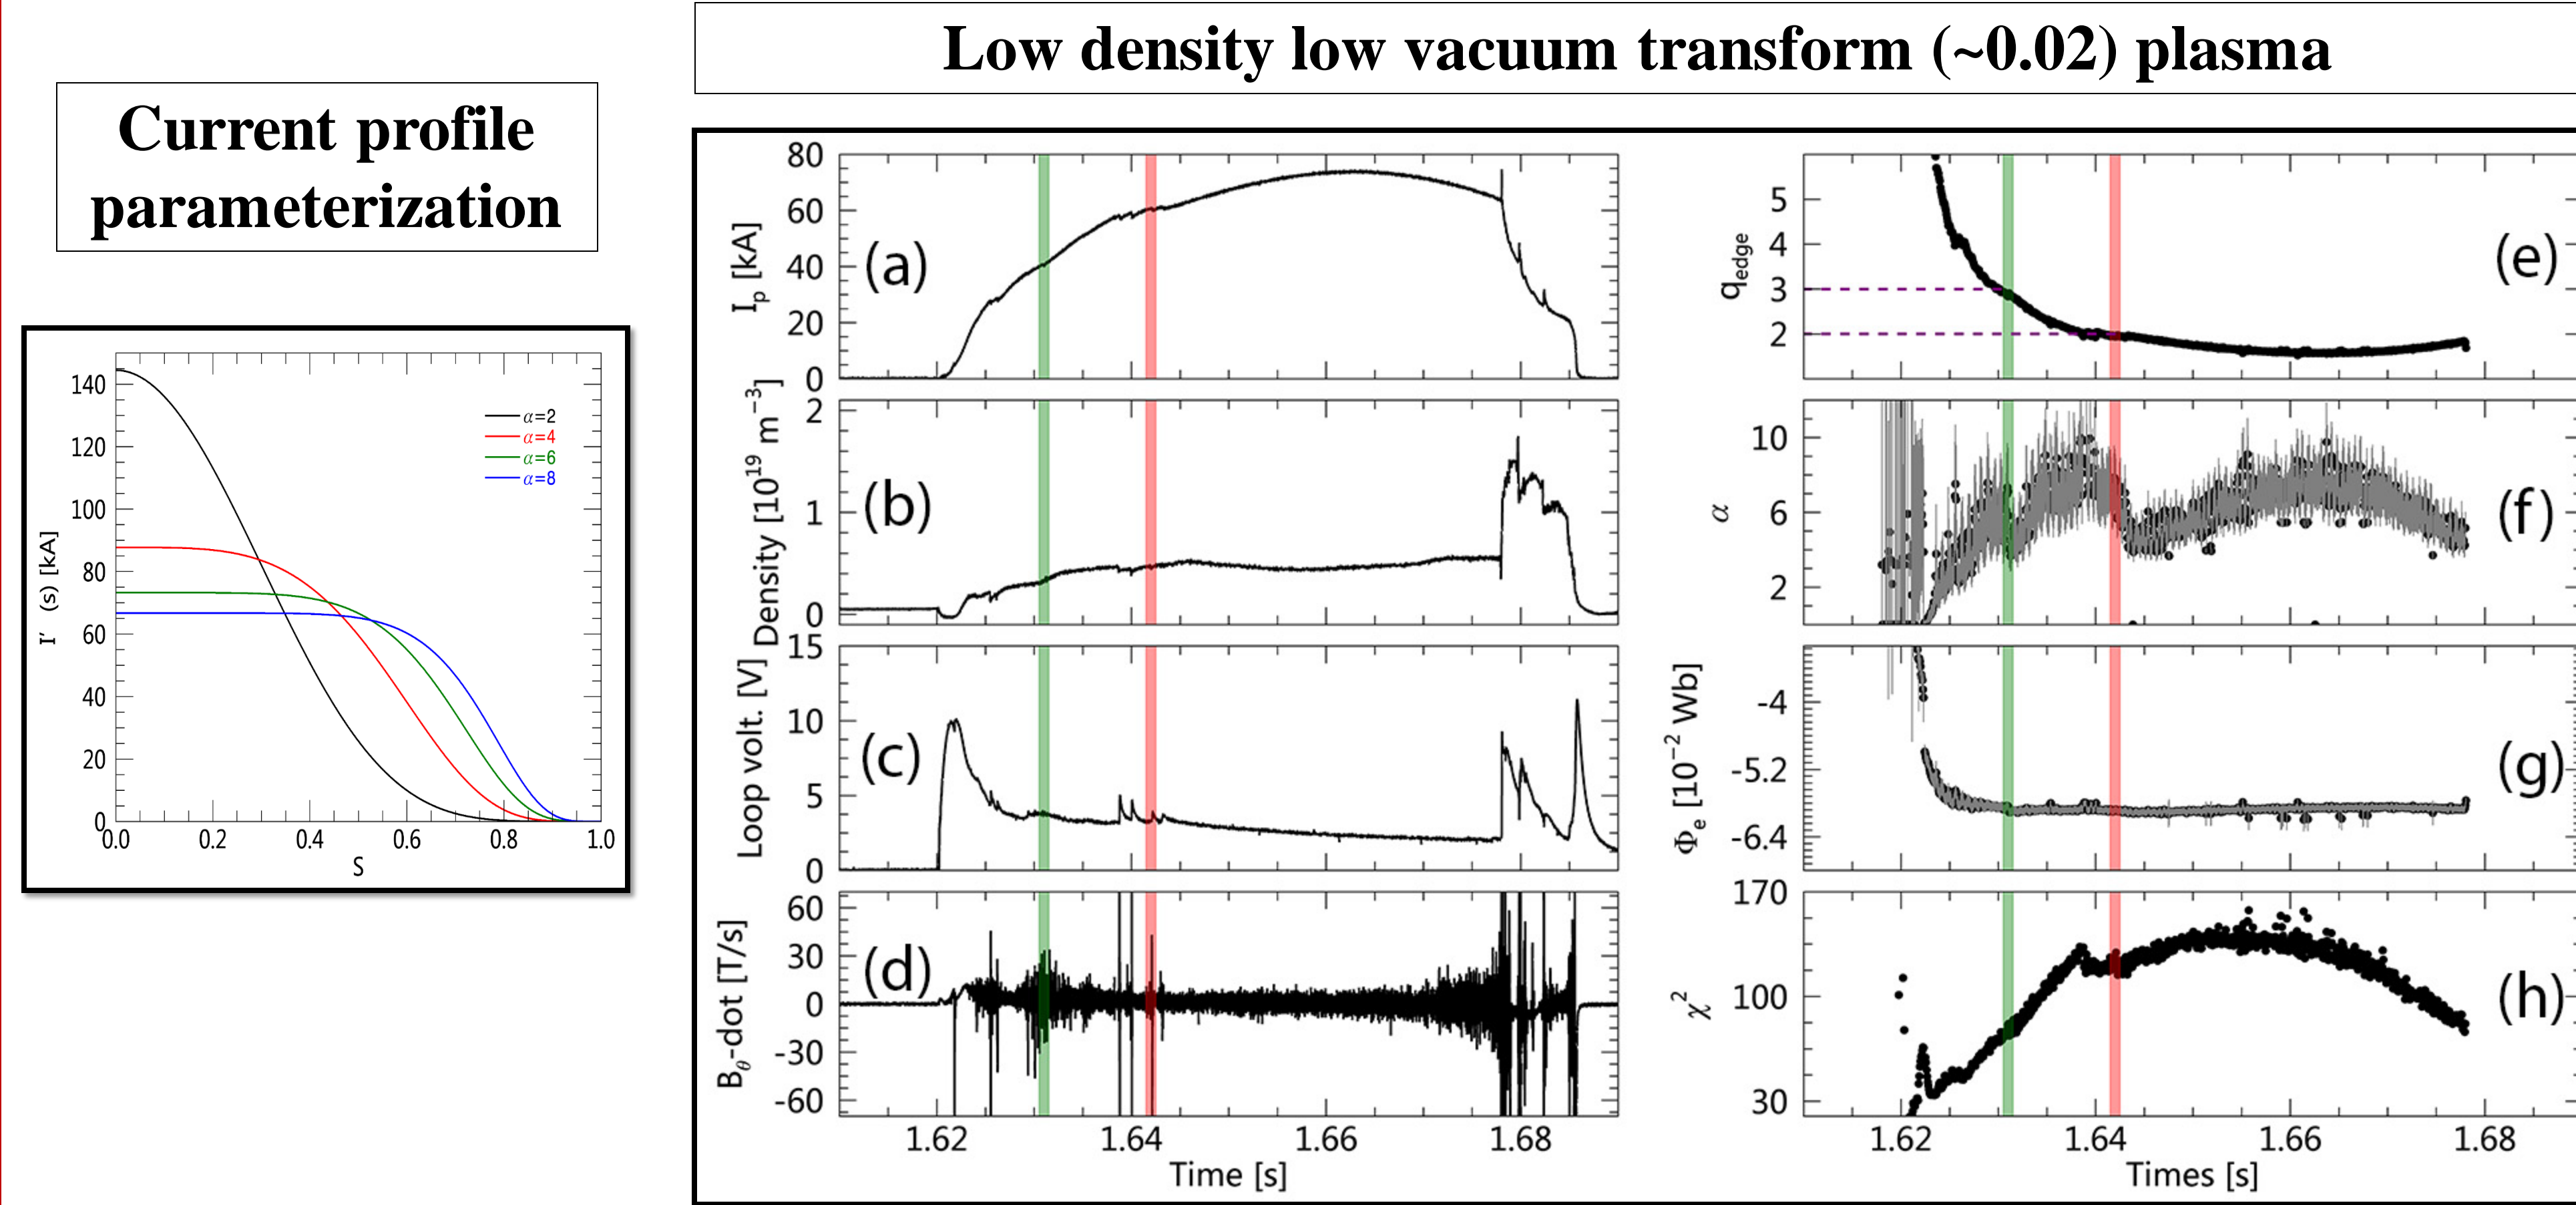 Current profile
parameterization
Low density low vacuum transform (~0.02) plasma
I′ (s) [kA]
140
120
100
80
60
40
20
0
α=2
α=4
α=6
α=8
0.0 0.2 0.4 0.6 0.8 1.0
S
Iₚ [kA]
80
60
40
20
0
(a)
Density [10¹⁹ m⁻³]
2
1
0
(b)
Loop volt. [V]
15
10
5
0
(c)
B_θ-dot [T/s]
60
30
0
-30
-60
(d)
1.62 1.64 1.66 1.68
Time [s]
q_edge
5
4
3
2
(e)
α
10
6
2
(f)
Φₑ [10⁻² Wb]
-4
-5.2
-6.4
(g)
χ²
170
100
30
(h)
1.62 1.64 1.66 1.68
Times [s]